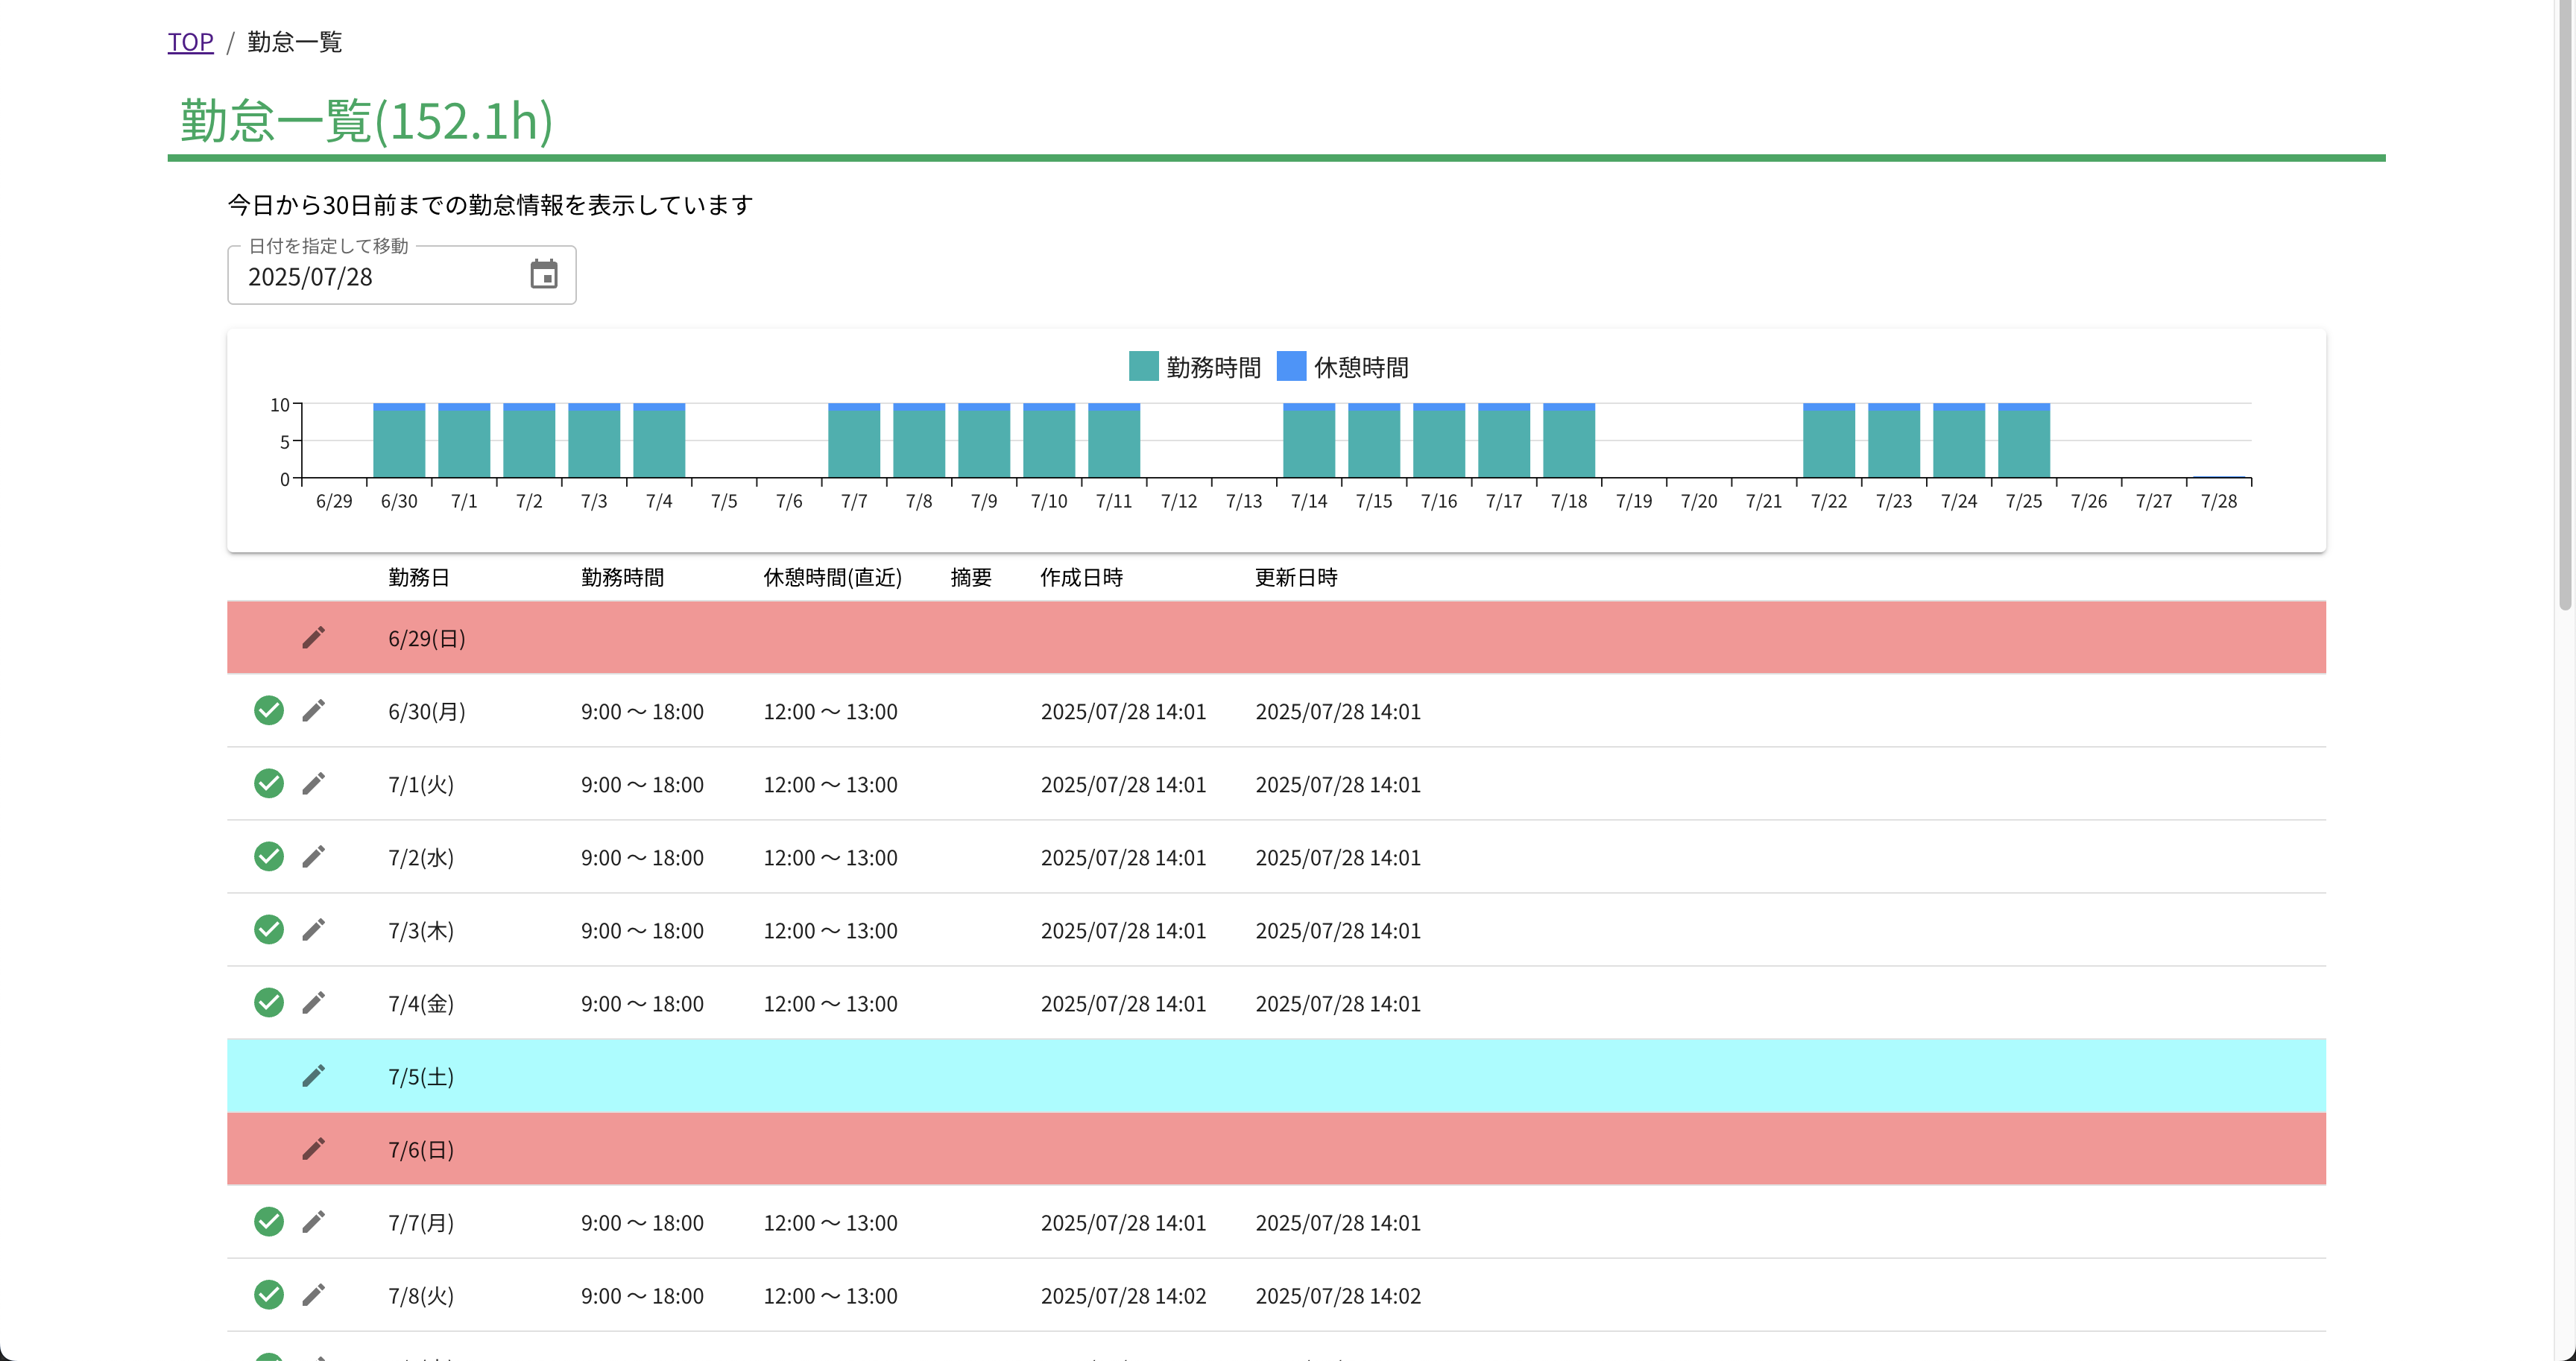 TOP / 勤怠一覧
勤怠一覧(152.1h)
今日から30日前までの勤怠情報を表示しています
日付を指定して移動
2025/07/28
勤務時間 休憩時間
10
5
0
6/29 6/30 7/1 7/2 7/3 7/4 7/5 7/6 7/7 7/8 7/9 7/10 7/11 7/12 7/13 7/14 7/15 7/16 7/17 7/18 7/19 7/20 7/21 7/22 7/23 7/24 7/25 7/26 7/27 7/28
勤務日 勤務時間 休憩時間(直近) 摘要 作成日時 更新日時
6/29(日)
6/30(月) 9:00 〜 18:00 12:00 〜 13:00 2025/07/28 14:01 2025/07/28 14:01
7/1(火) 9:00 〜 18:00 12:00 〜 13:00 2025/07/28 14:01 2025/07/28 14:01
7/2(水) 9:00 〜 18:00 12:00 〜 13:00 2025/07/28 14:01 2025/07/28 14:01
7/3(木) 9:00 〜 18:00 12:00 〜 13:00 2025/07/28 14:01 2025/07/28 14:01
7/4(金) 9:00 〜 18:00 12:00 〜 13:00 2025/07/28 14:01 2025/07/28 14:01
7/5(土)
7/6(日)
7/7(月) 9:00 〜 18:00 12:00 〜 13:00 2025/07/28 14:01 2025/07/28 14:01
7/8(火) 9:00 〜 18:00 12:00 〜 13:00 2025/07/28 14:02 2025/07/28 14:02